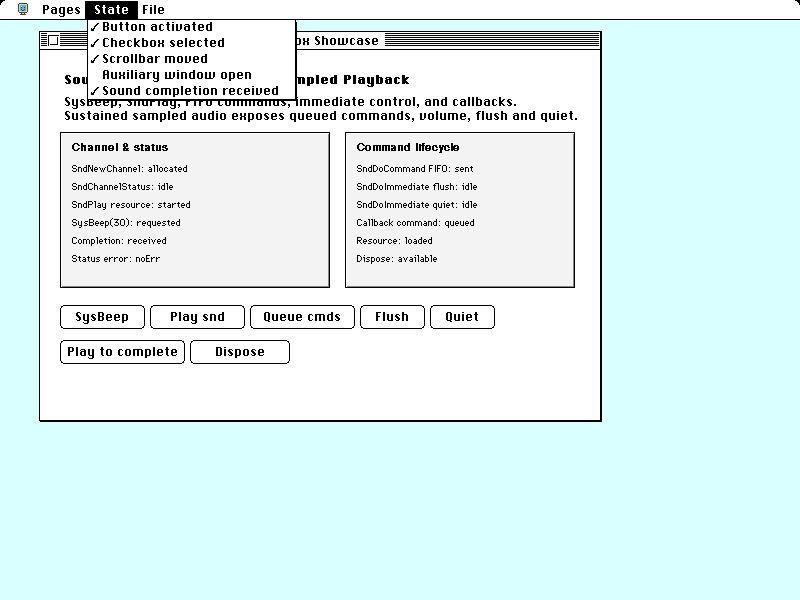 Pages State File
✓Button activated
✓Checkbox selected
✓Scrollbar moved
Auxiliary window open
✓Sound completion received
ox Showcase
Playback
SysBeep, SndPlay, FIFO commands, immediate control, and callbacks.
Sustained sampled audio exposes queued commands, volume, flush and quiet.
Channel & status
SndNewChannel: allocated
SndChannelStatus: idle
SndPlay resource: started
SysBeep(30): requested
Completion: received
Status error: noErr
Command lifecycle
SndDoCommand FIFO: sent
SndDoImmediate flush: idle
SndDoImmediate quiet: idle
Callback command: queued
Resource: loaded
Dispose: available
SysBeep Play snd Queue cmds Flush Quiet
Play to complete Dispose